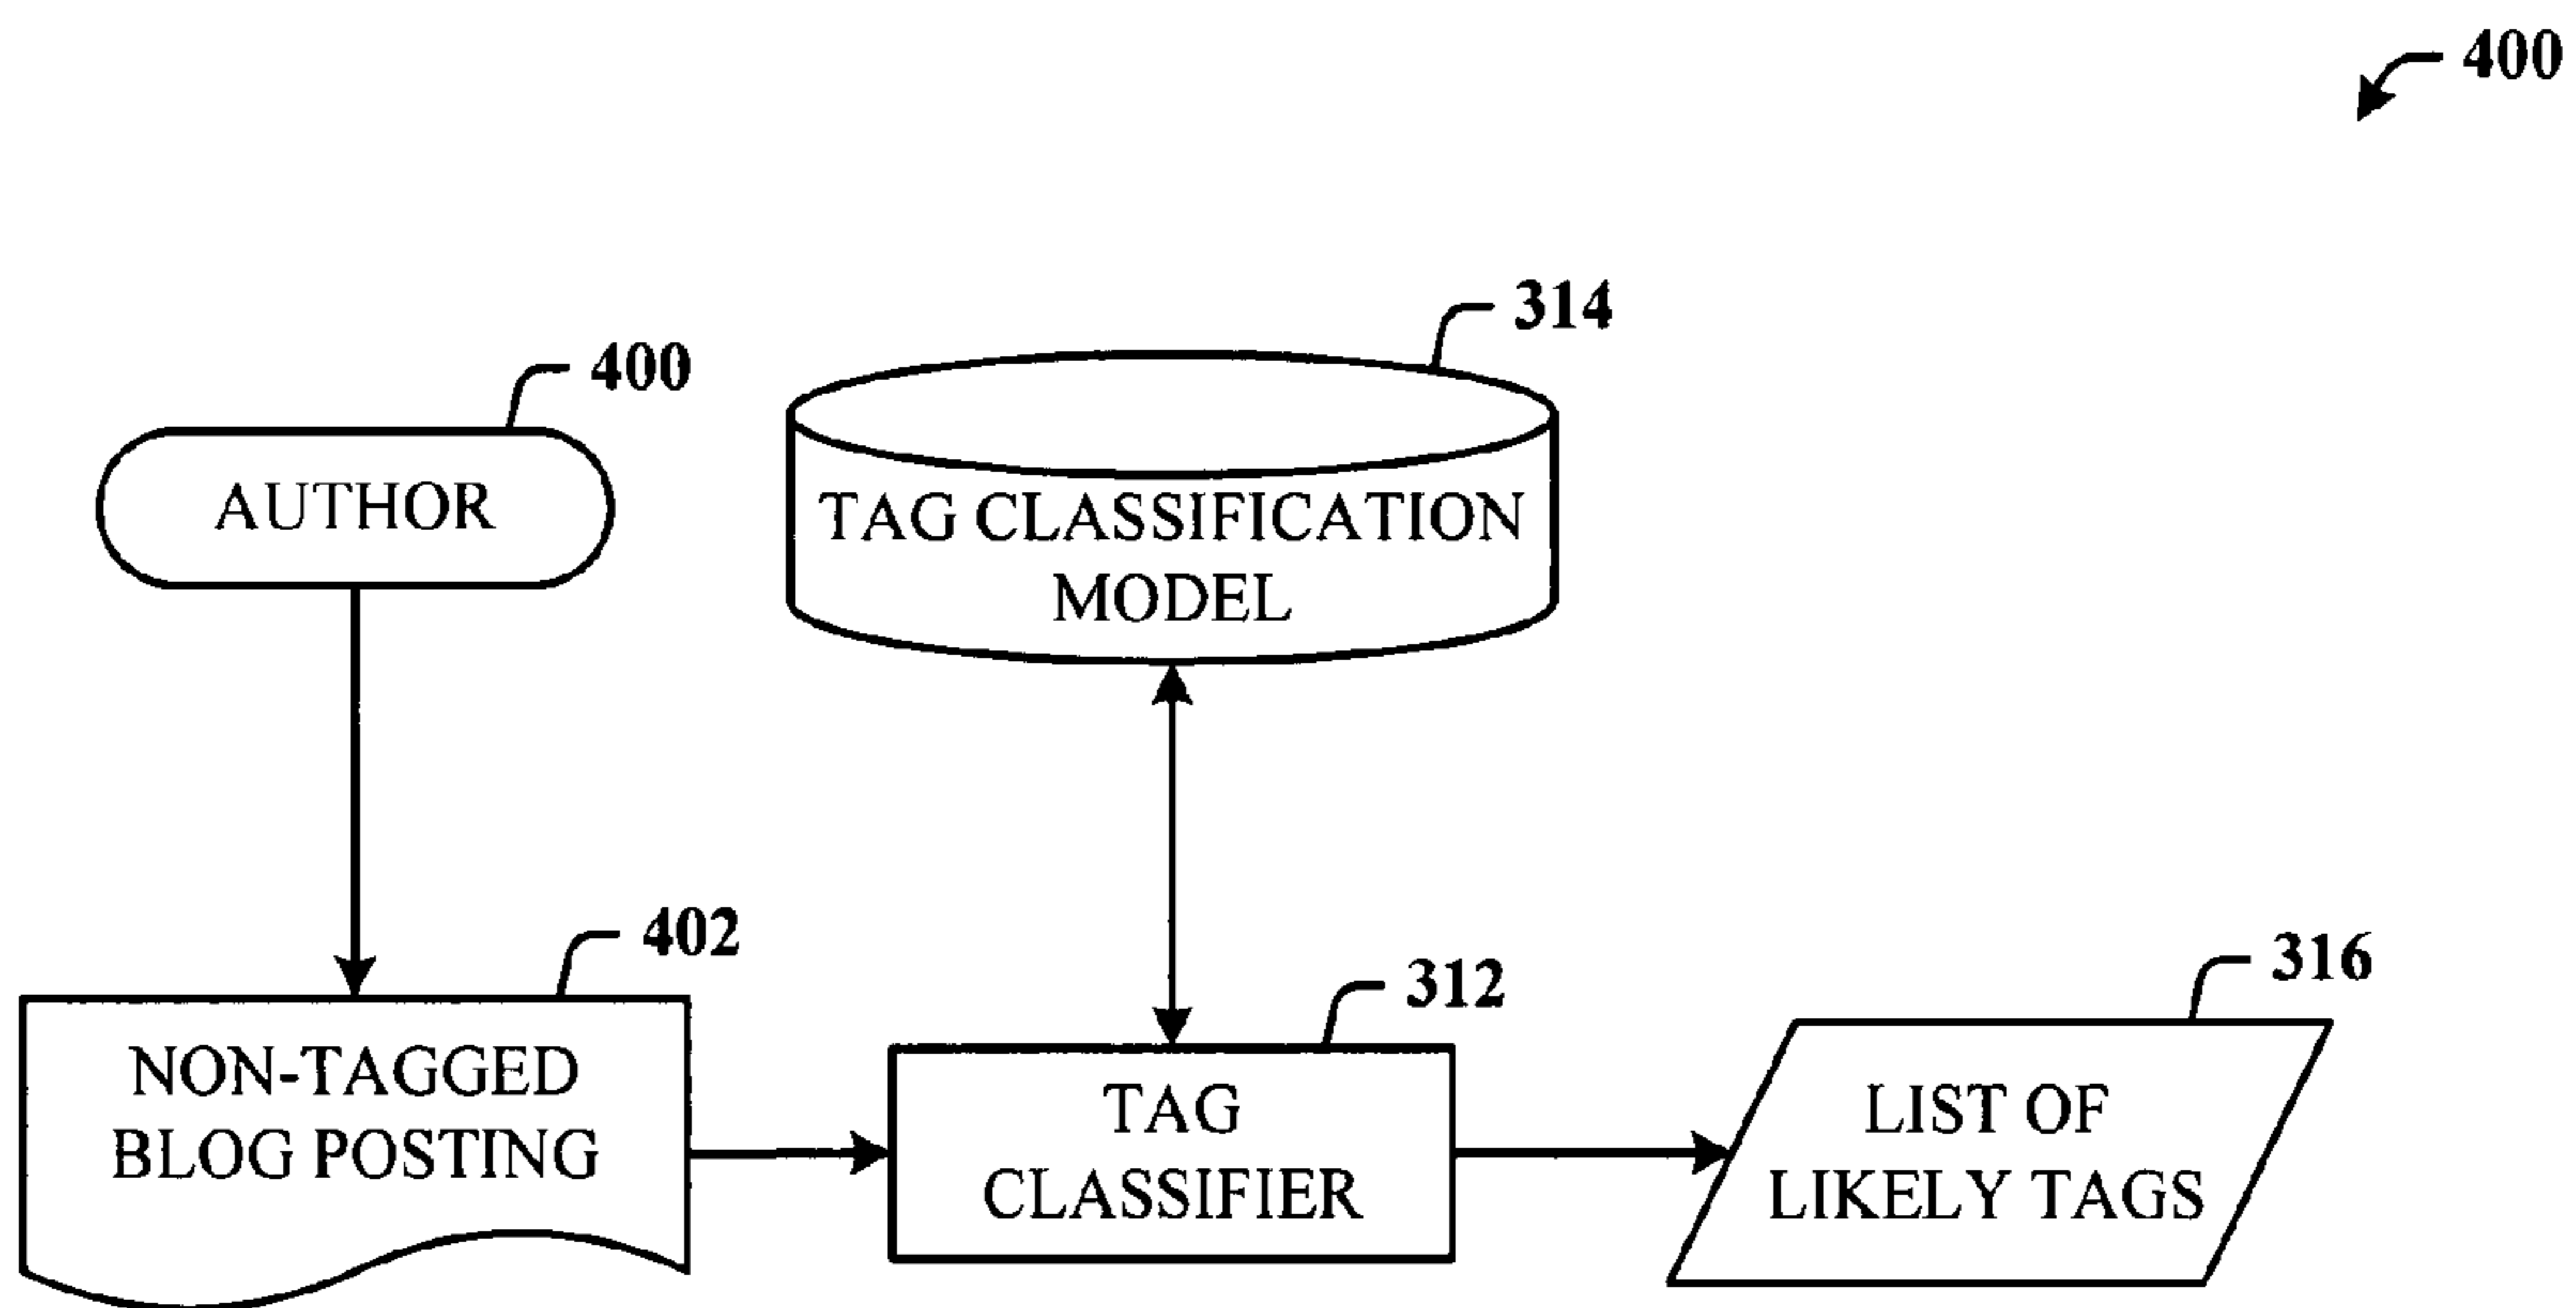 400
314
400
AUTHOR
TAG CLASSIFICATION
MODEL
402
NON-TAGGED
BLOG POSTING
312
TAG
CLASSIFIER
316
LIST OF
LIKELY TAGS